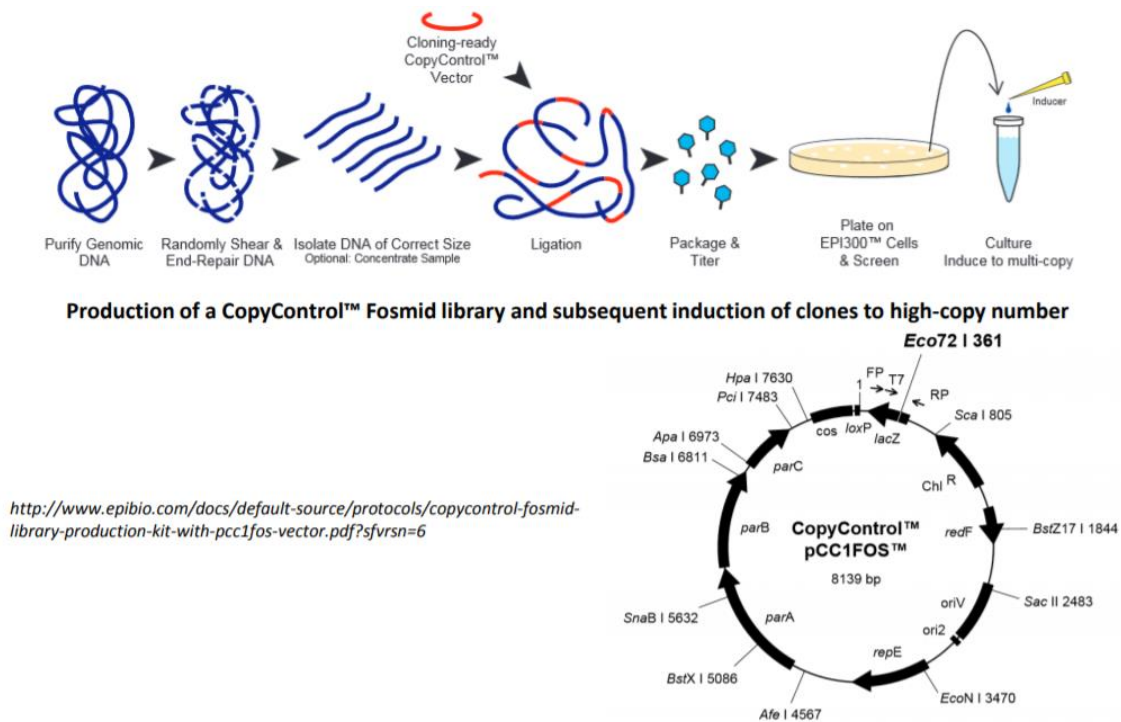 Cloning-ready
CopyControl™
Vector
Inducer
Purify Genomic
DNA
Randomly Shear &
End-Repair DNA
Isolate DNA of Correct Size
Optional: Concentrate Sample
Ligation
Package &
Titer
Plate on
EPI300™ Cells
& Screen
Culture
Induce to multi-copy
Production of a CopyControl™ Fosmid library and subsequent induction of clones to high-copy number
Eco72 I 361
Hpa I 7630
Pci I 7483
1
FP
T7
RP
Sca I 805
cos
loxP
lacZ
Apa I 6973
Bsa I 6811
parC
Chl R
http://www.epibio.com/docs/default-source/protocols/copycontrol-fosmid-
library-production-kit-with-pcc1fos-vector.pdf?sfvrsn=6
parB
CopyControl™
pCC1FOS™
8139 bp
redF
BstZ17 I 1844
SnaB I 5632
parA
oriV
ori2
Sac II 2483
repE
BstX I 5086
EcoN I 3470
Afe I 4567